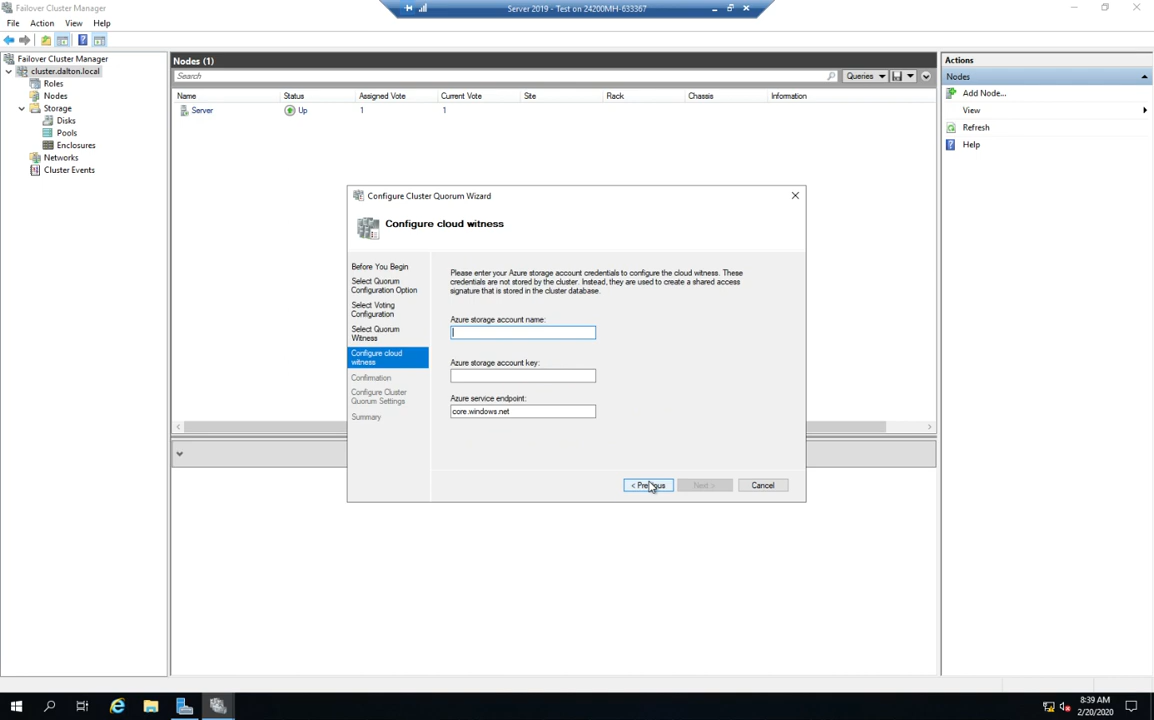 Failover Cluster Manager
Server 2019 - Test on 24200MH-633367
File Action View Help
Failover Cluster Manager
cluster.dalton.local
Roles
Nodes
Storage
Disks
Pools
Enclosures
Networks
Cluster Events
Nodes (1)
Search
Queries
Name Status Assigned Vote Current Vote Site Rack Chassis Information
Server Up 1 1
Configure Cluster Quorum Wizard
Configure cloud witness
Before You Begin
Select Quorum
Configuration Option
Select Voting
Configuration
Select Quorum
Witness
Configure cloud
witness
Confirmation
Configure Cluster
Quorum Settings
Summary
Please enter your Azure storage account credentials to configure the cloud witness. These
credentials are not stored by the cluster. Instead, they are used to create a shared access
signature that is stored in the cluster database.
Azure storage account name:
Azure storage account key:
Azure service endpoint:
core.windows.net
< Previous
Next >
Cancel
Actions
Nodes
Add Node...
View
Refresh
Help
8:39 AM
2/20/2020